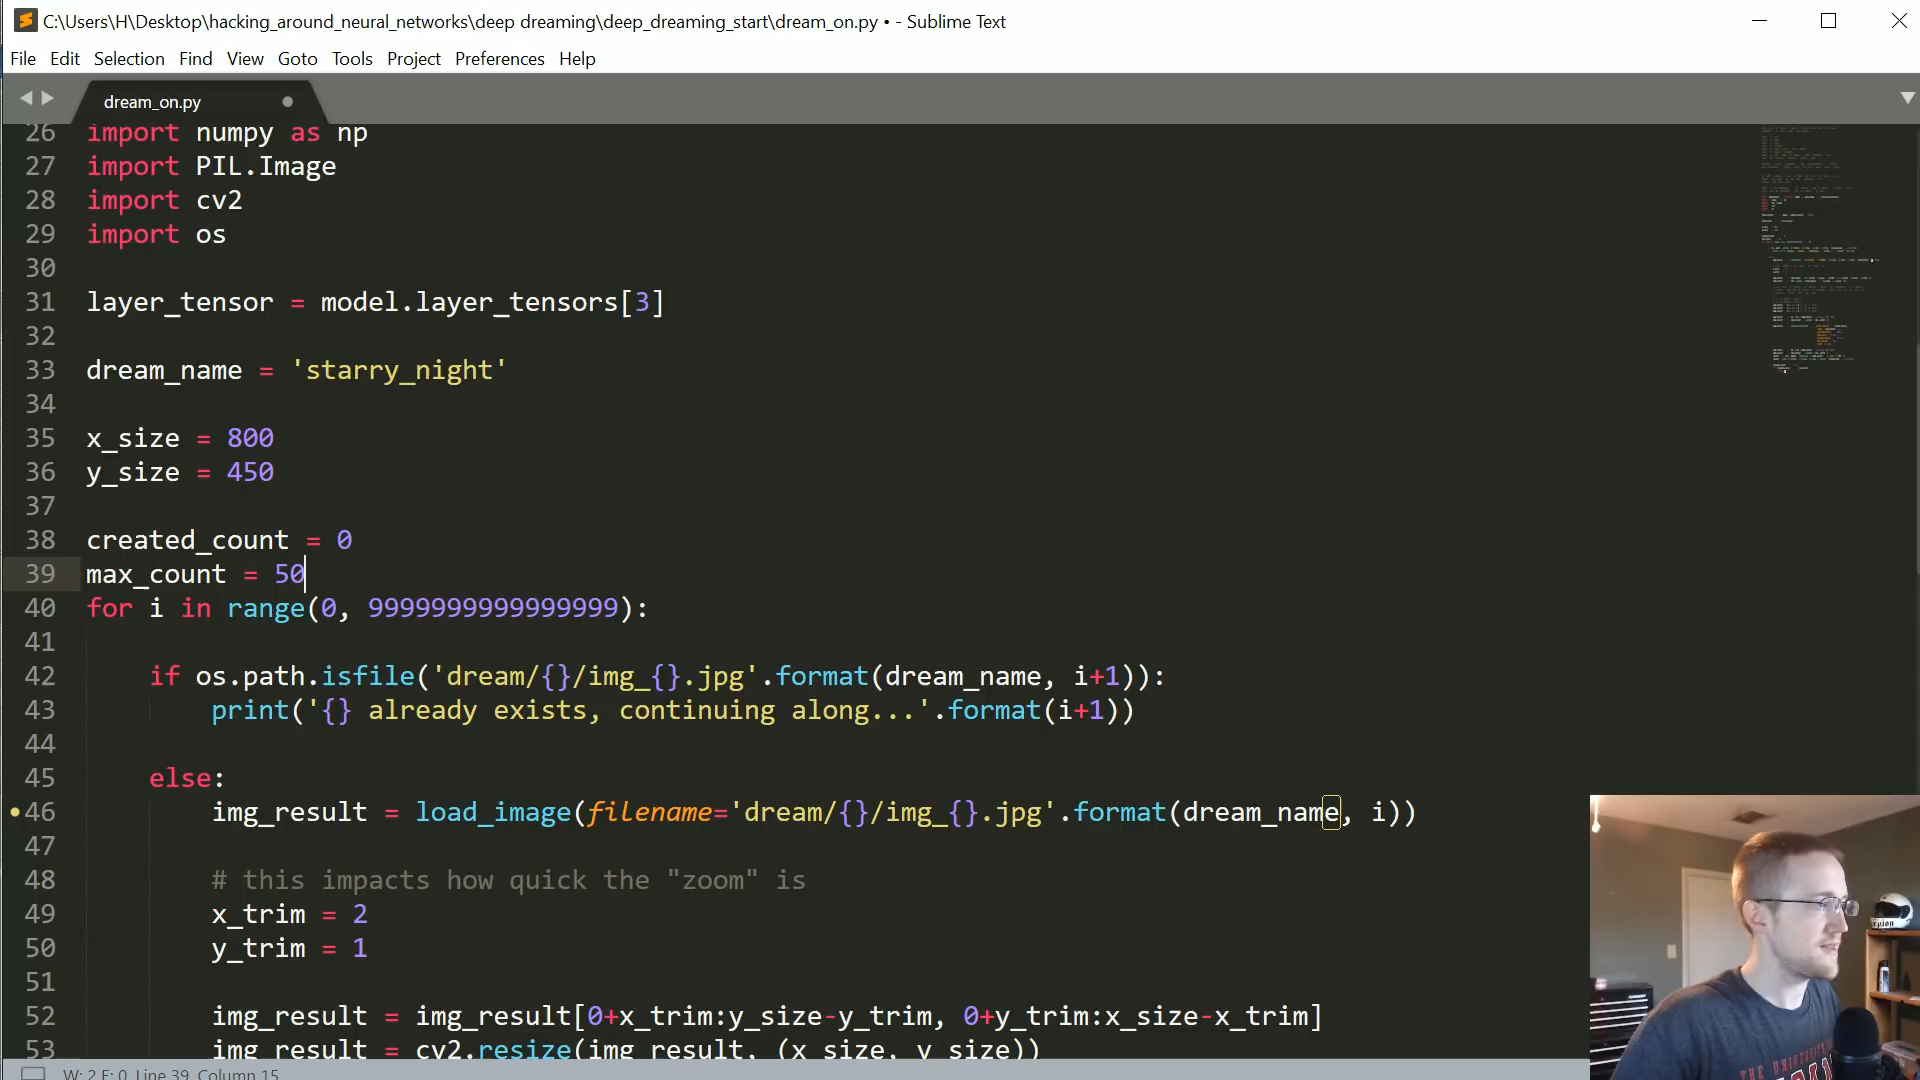 C:\Users\H\Desktop\hacking_around_neural_networks\deep dreaming\deep_dreaming_start\dream_on.py • - Sublime Text
File Edit Selection Find View Goto Tools Project Preferences Help
dream_on.py
26 import numpy as np
27 import PIL.Image
28 import cv2
29 import os
30
31 layer_tensor = model.layer_tensors[3]
32
33 dream_name = 'starry_night'
34
35 x_size = 800
36 y_size = 450
37
38 created_count = 0
39 max_count = 50
40 for i in range(0, 9999999999999999):
41
42 if os.path.isfile('dream/{}/img_{}.jpg'.format(dream_name, i+1)):
43 print('{} already exists, continuing along...'.format(i+1))
44
45 else:
46 img_result = load_image(filename='dream/{}/img_{}.jpg'.format(dream_name, i))
47
48 # this impacts how quick the "zoom" is
49 x_trim = 2
50 y_trim = 1
51
52 img_result = img_result[0+x_trim:y_size-y_trim, 0+y_trim:x_size-x_trim]
53 img_result = cv2.resize(img_result, (x_size, y_size))
W: 2 E: 0, Line 39, Column 15
THE UNIVERSITY